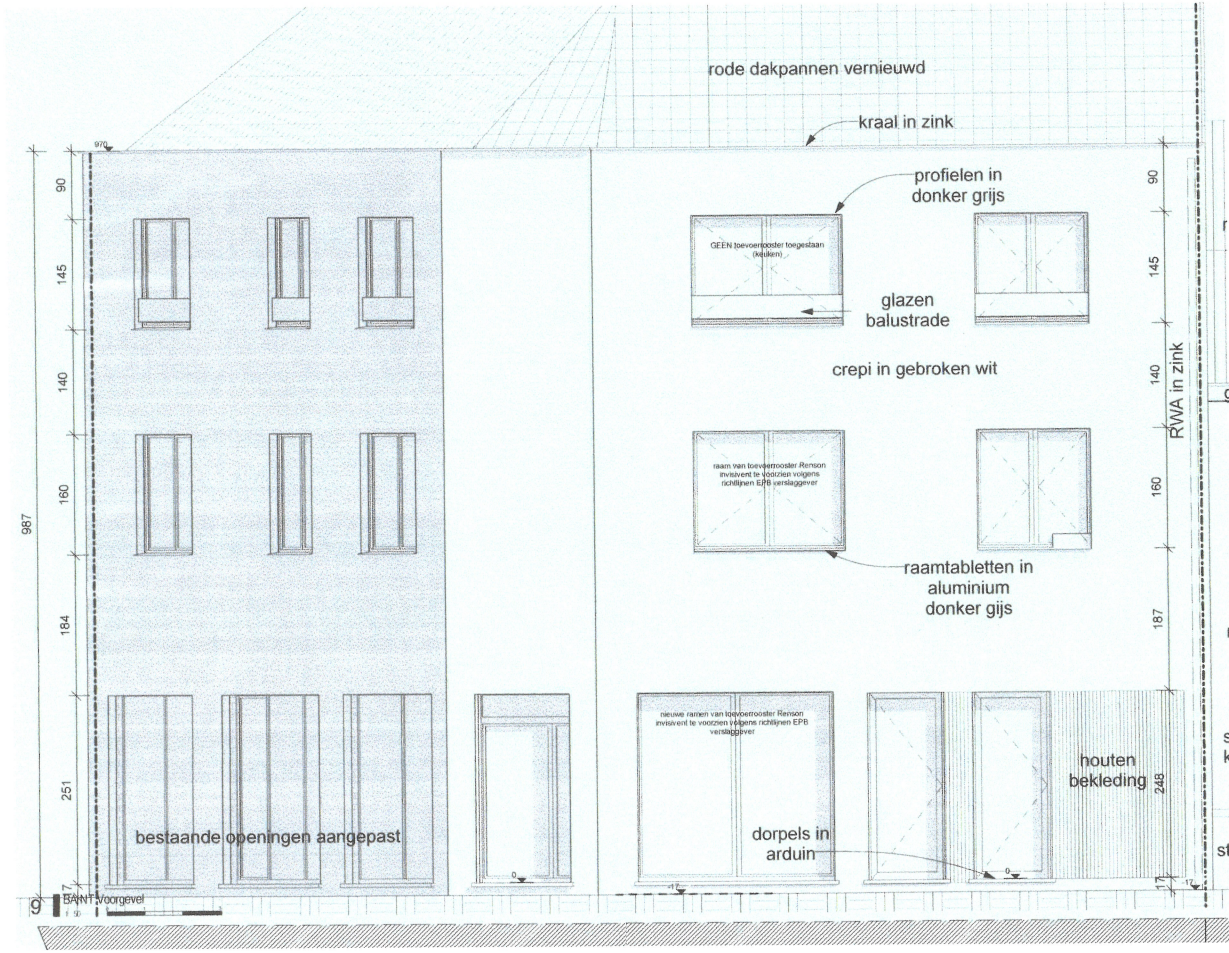 rode dakpannen vernieuwd
kraal in zink
970
profielen in
donker grijs
GEEN toevoerrooster toegestaan
(keuken)
glazen
balustrade
crepi in gebroken wit
RWA in zink
raam van toevoerrooster Renson
invisivent te voorzien volgens
richtlijnen EPB verslaggever
raamtabletten in
aluminium
donker gijs
nieuwe ramen van toevoerrooster Renson
invisivent te voorzien volgens richtlijnen EPB
verslaggever
houten
bekleding
bestaande openingen aangepast
dorpels in
arduin
0
0
-17
-17
987
90
145
140
160
184
251
17
90
145
140
160
187
248
17
9
BA\NT Voorgevel
1 : 50